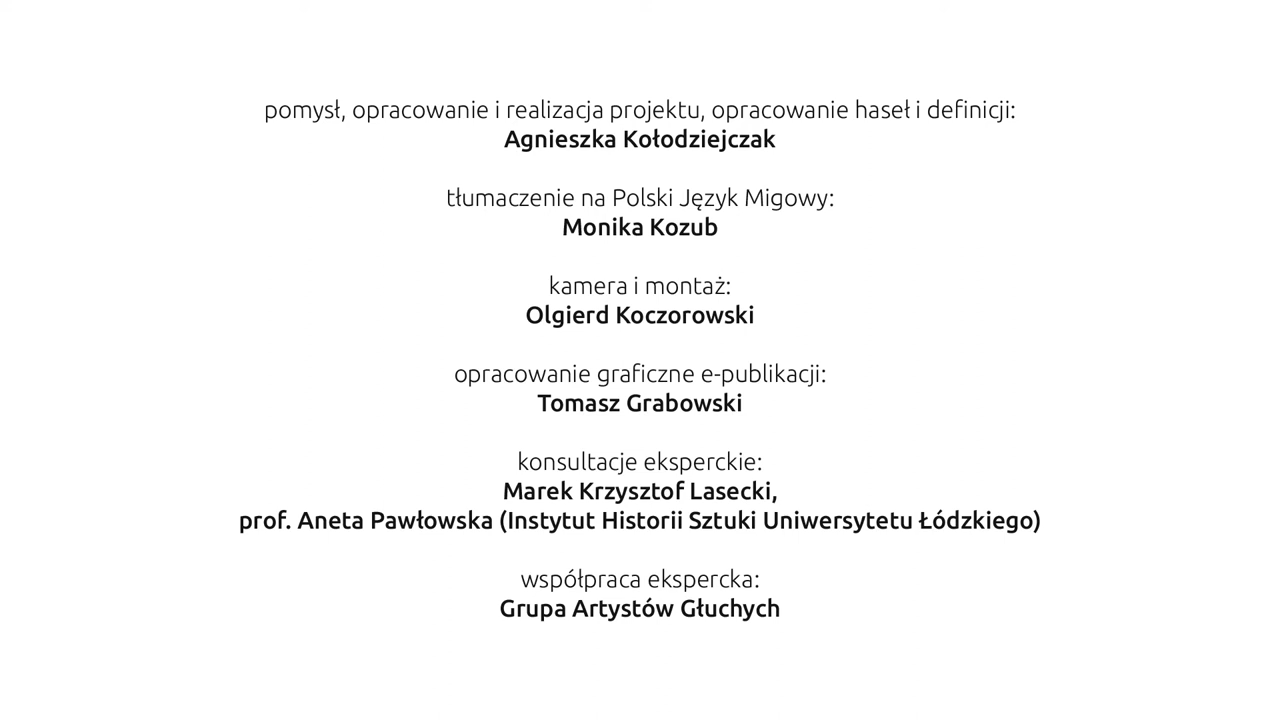 pomysł, opracowanie i realizacja projektu, opracowanie haseł i definicji:
Agnieszka Kołodziejczak
tłumaczenie na Polski Język Migowy:
Monika Kozub
kamera i montaż:
Olgierd Koczorowski
opracowanie graficzne e-publikacji:
Tomasz Grabowski
konsultacje eksperckie:
Marek Krzysztof Lasecki,
prof. Aneta Pawłowska (Instytut Historii Sztuki Uniwersytetu Łódzkiego)
współpraca ekspercka:
Grupa Artystów Głuchych